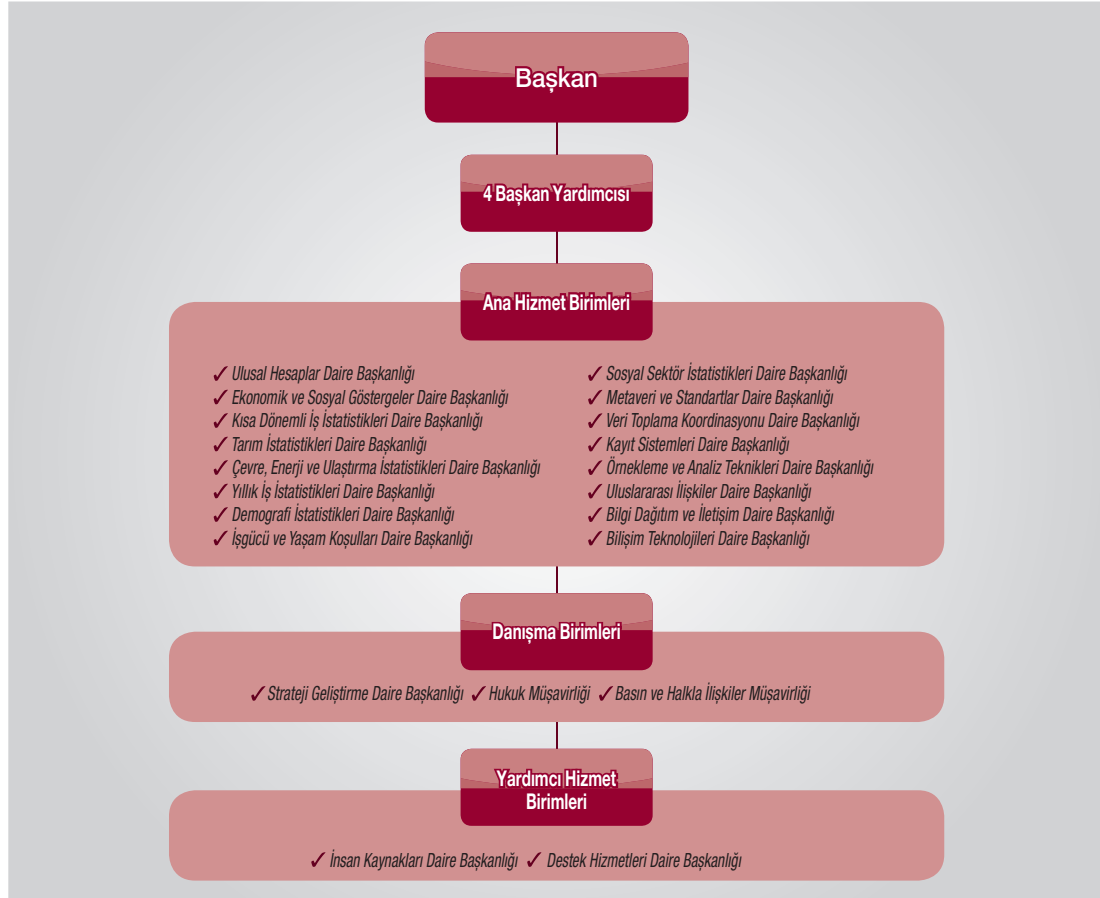 Başkan
4 Başkan Yardımcısı
Ana Hizmet Birimleri
✓ Ulusal Hesaplar Daire Başkanlığı
✓ Ekonomik ve Sosyal Göstergeler Daire Başkanlığı
✓ Kısa Dönemli İş İstatistikleri Daire Başkanlığı
✓ Tarım İstatistikleri Daire Başkanlığı
✓ Çevre, Enerji ve Ulaştırma İstatistikleri Daire Başkanlığı
✓ Yıllık İş İstatistikleri Daire Başkanlığı
✓ Demografi İstatistikleri Daire Başkanlığı
✓ İşgücü ve Yaşam Koşulları Daire Başkanlığı
✓ Sosyal Sektör İstatistikleri Daire Başkanlığı
✓ Metaveri ve Standartlar Daire Başkanlığı
✓ Veri Toplama Koordinasyonu Daire Başkanlığı
✓ Kayıt Sistemleri Daire Başkanlığı
✓ Örnekleme ve Analiz Teknikleri Daire Başkanlığı
✓ Uluslararası İlişkiler Daire Başkanlığı
✓ Bilgi Dağıtım ve İletişim Daire Başkanlığı
✓ Bilişim Teknolojileri Daire Başkanlığı
Danışma Birimleri
✓ Strateji Geliştirme Daire Başkanlığı ✓ Hukuk Müşavirliği ✓ Basın ve Halkla İlişkiler Müşavirliği
Yardımcı Hizmet
Birimleri
✓ İnsan Kaynakları Daire Başkanlığı ✓ Destek Hizmetleri Daire Başkanlığı